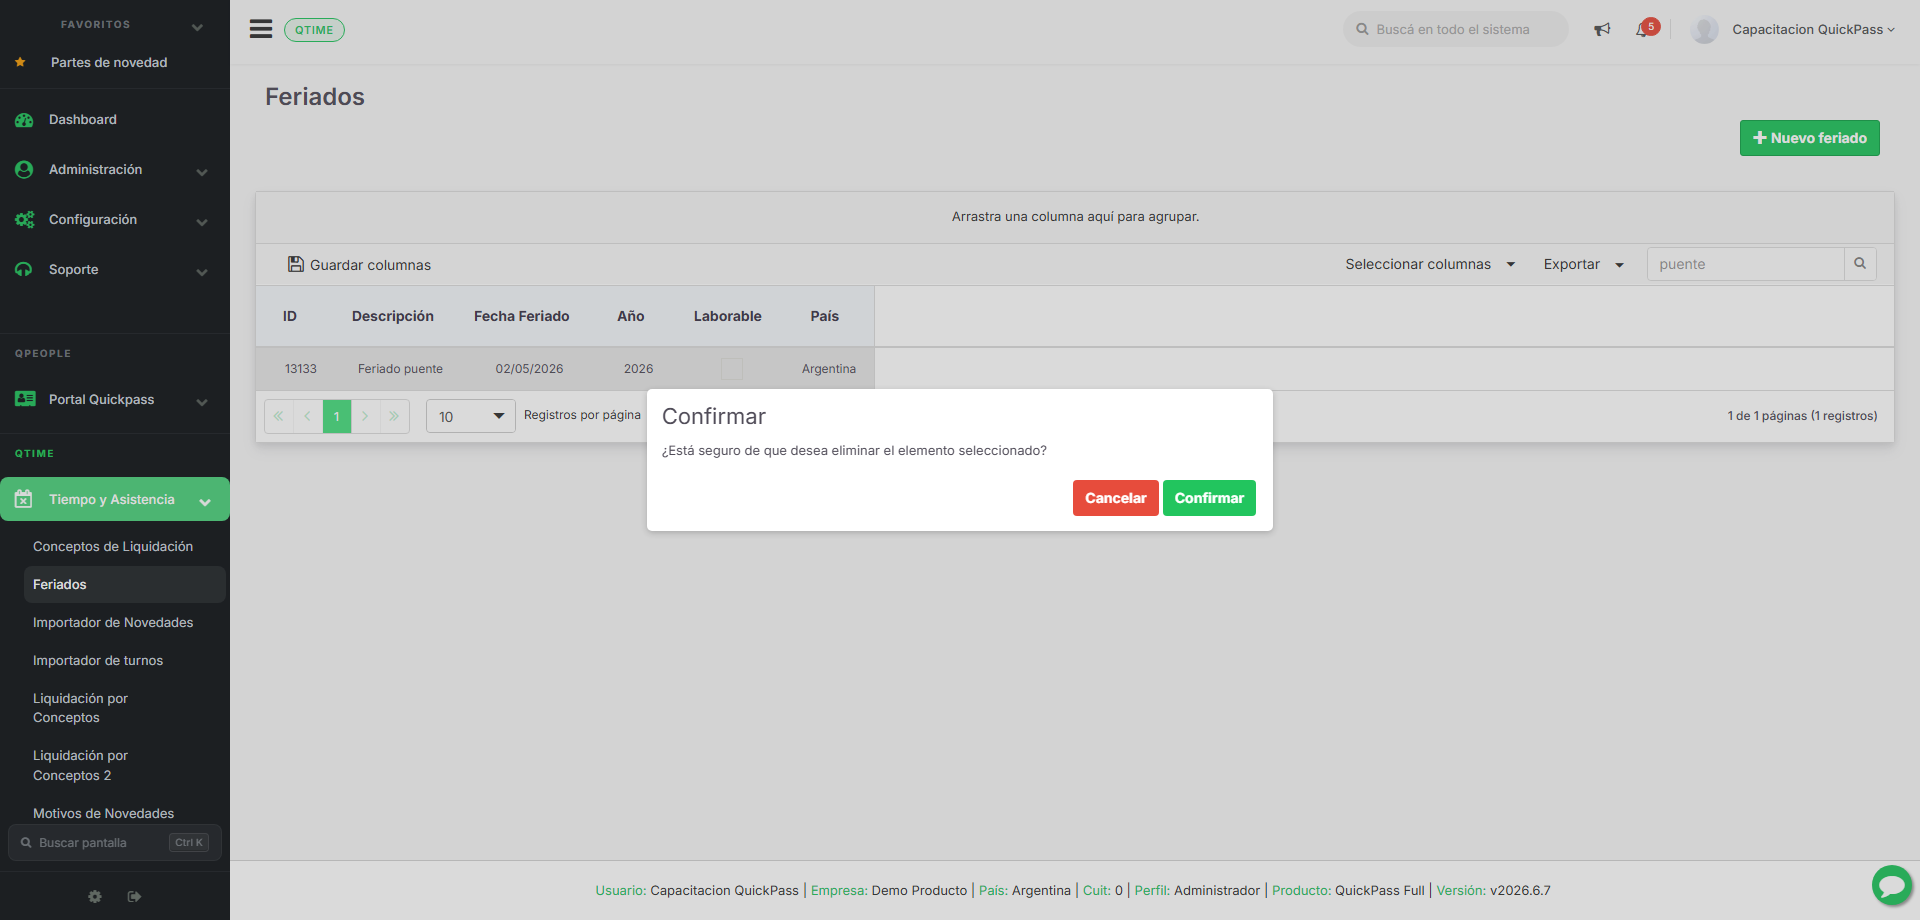 FAVORITOS
Partes de novedad
Dashboard
Administración
Configuración
Soporte
QPEOPLE
Portal Quickpass
QTIME
Tiempo y Asistencia
Conceptos de Liquidación
Feriados
Importador de Novedades
Importador de turnos
Liquidación por
Conceptos
Liquidación por
Conceptos 2
Motivos de Novedades
Buscar pantalla Ctrl K
QTIME
Buscá en todo el sistema
5
Capacitacion QuickPass
Feriados
Nuevo feriado
Arrastra una columna aquí para agrupar.
Guardar columnas
Seleccionar columnas
Exportar
puente
ID Descripción Fecha Feriado Año Laborable País
13133 Feriado puente 02/05/2026 2026 Argentina
1
10
Registros por página
1 de 1 páginas (1 registros)
Confirmar
¿Está seguro de que desea eliminar el elemento seleccionado?
Cancelar Confirmar
Usuario: Capacitacion QuickPass | Empresa: Demo Producto | País: Argentina | Cuit: 0 | Perfil: Administrador | Producto: QuickPass Full | Versión: v2026.6.7